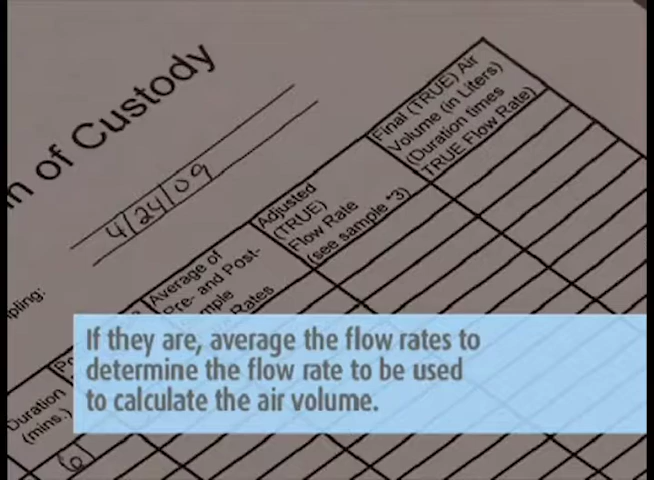 n of Custody
4/24/09
pling:
Final (TRUE) Air
Volume (in Liters)
(Duration times
TRUE Flow Rate)
Adjusted
(TRUE)
Flow Rate
(see sample *3)
Average of
Pre- and Post-
mple
Rates
Duration
(mins.)
If they are, average the flow rates to
determine the flow rate to be used
to calculate the air volume.